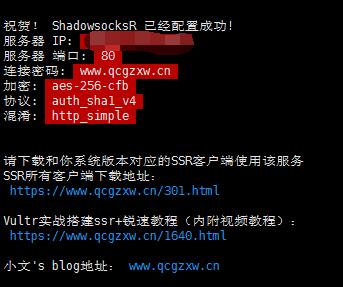 祝贺! ShadowsocksR 已经配置成功!
服务器 IP:
服务器 端口: 80
连接密码: www.qcgzxw.cn
加密: aes-256-cfb
协议: auth_sha1_v4
混淆: http_simple
请下载和你系统版本对应的SSR客户端使用该服务
SSR所有客户端下载地址:
https://www.qcgzxw.cn/301.html
Vultr实战搭建ssr+锐速教程（内附视频教程）:
https://www.qcgzxw.cn/1640.html
小文's blog地址: www.qcgzxw.cn